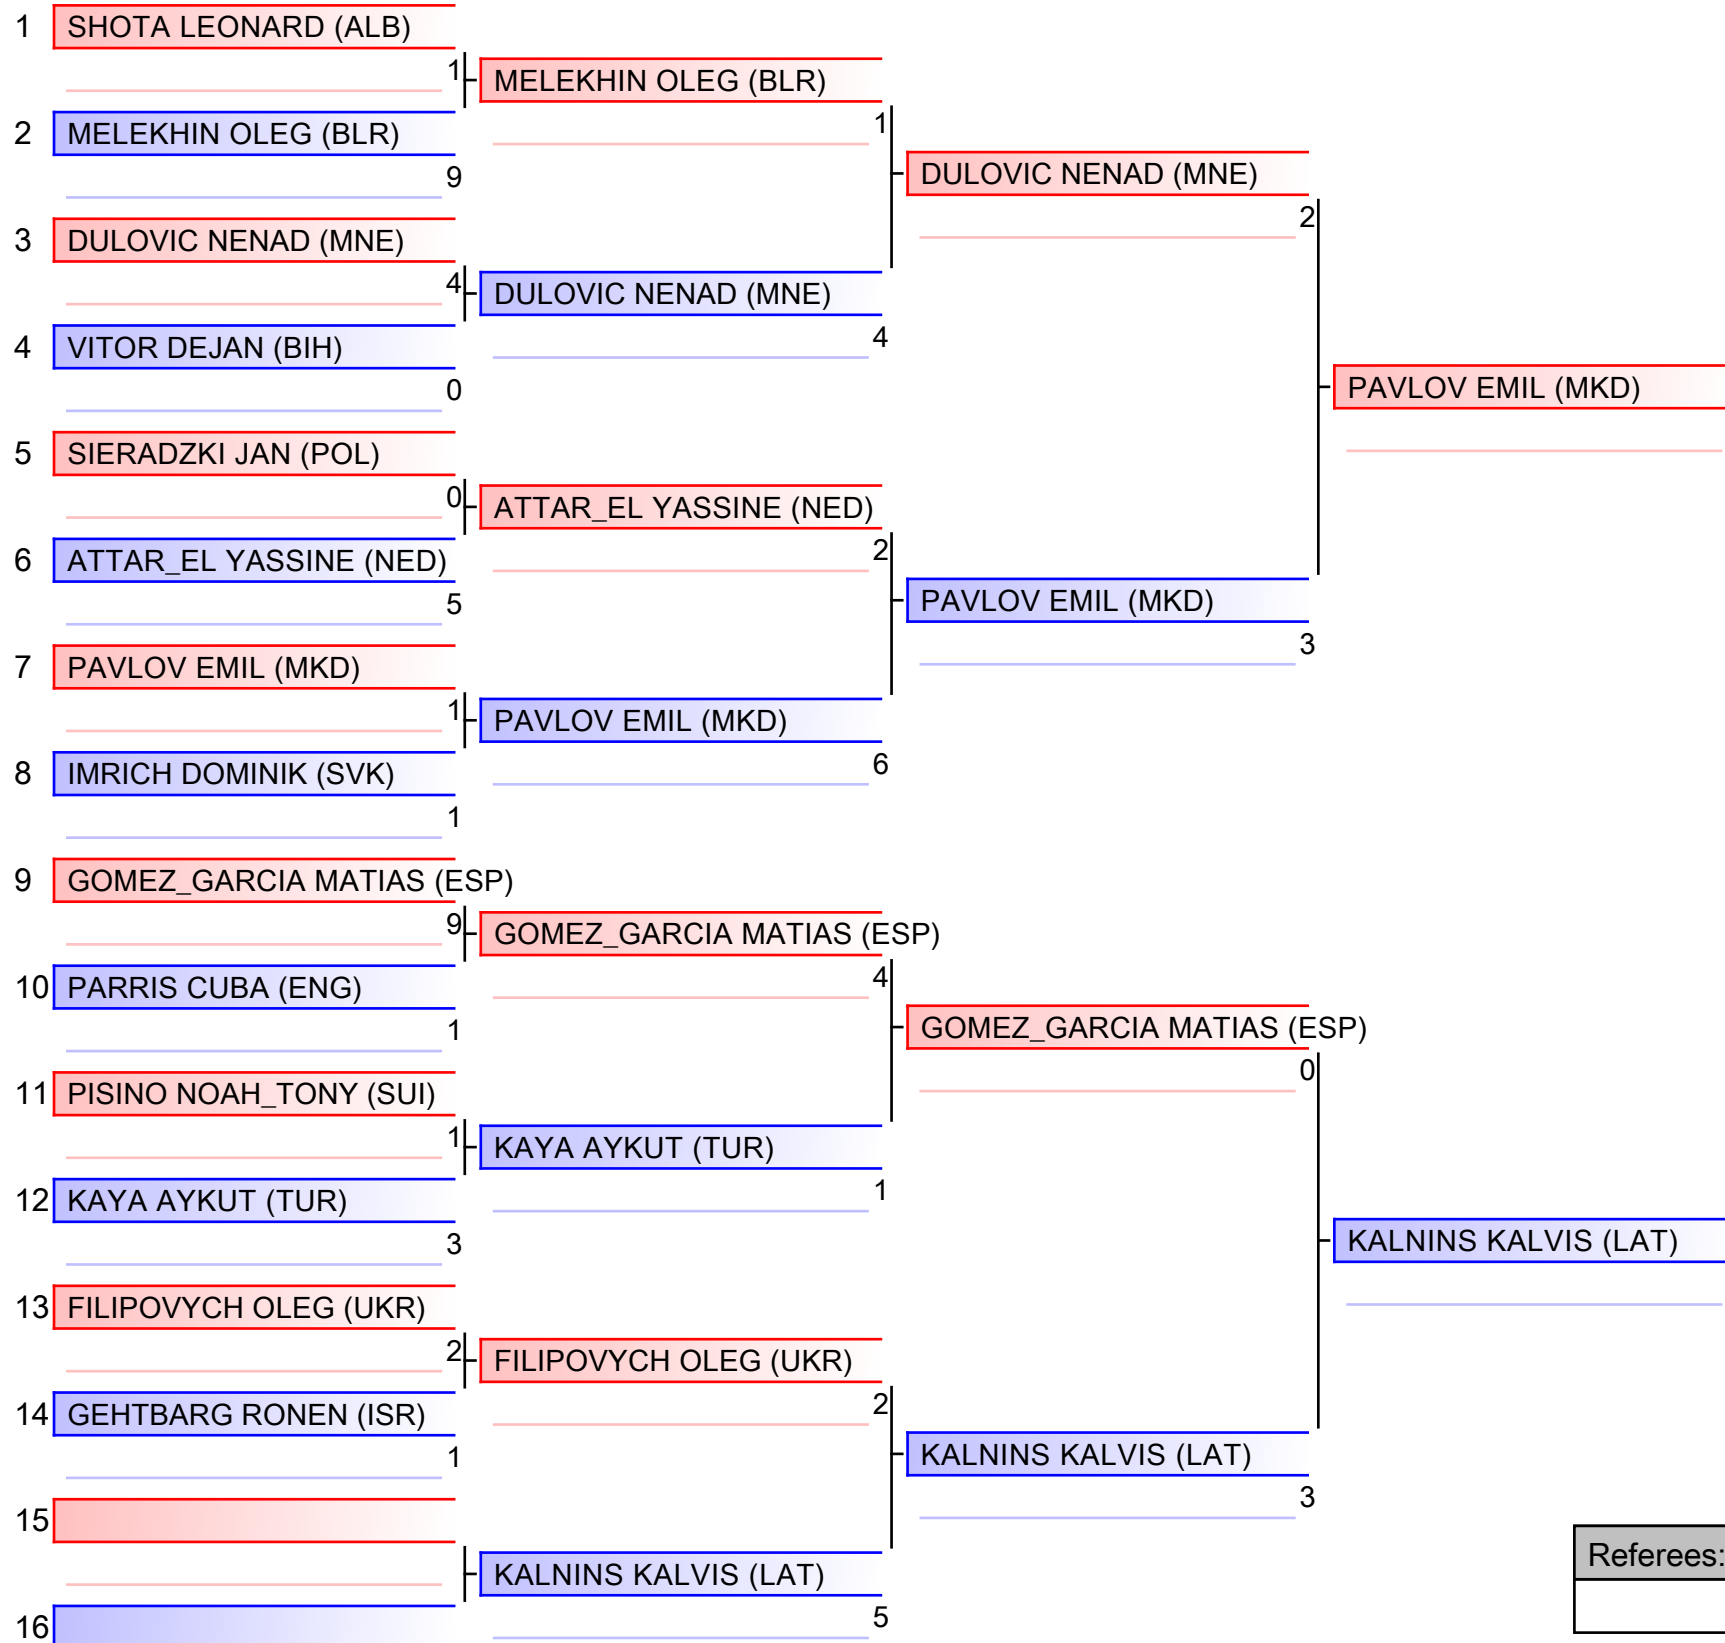 1 SHOTA LEONARD (ALB)
1 MELEKHIN OLEG (BLR)
2 MELEKHIN OLEG (BLR)
1
9
DULOVIC NENAD (MNE)
3 DULOVIC NENAD (MNE)
2
4 DULOVIC NENAD (MNE)
4 VITOR DEJAN (BIH)
4
0
PAVLOV EMIL (MKD)
5 SIERADZKI JAN (POL)
0 ATTAR_EL YASSINE (NED)
6 ATTAR_EL YASSINE (NED)
2
5
PAVLOV EMIL (MKD)
7 PAVLOV EMIL (MKD)
3
1 PAVLOV EMIL (MKD)
8 IMRICH DOMINIK (SVK)
6
1
9 GOMEZ_GARCIA MATIAS (ESP)
9 GOMEZ_GARCIA MATIAS (ESP)
10 PARRIS CUBA (ENG)
4
1
GOMEZ_GARCIA MATIAS (ESP)
11 PISINO NOAH_TONY (SUI)
0
1 KAYA AYKUT (TUR)
12 KAYA AYKUT (TUR)
1
3
KALNINS KALVIS (LAT)
13 FILIPOVYCH OLEG (UKR)
2 FILIPOVYCH OLEG (UKR)
14 GEHTBARG RONEN (ISR)
2
1
KALNINS KALVIS (LAT)
15
3
Referees:
KALNINS KALVIS (LAT)
16
5